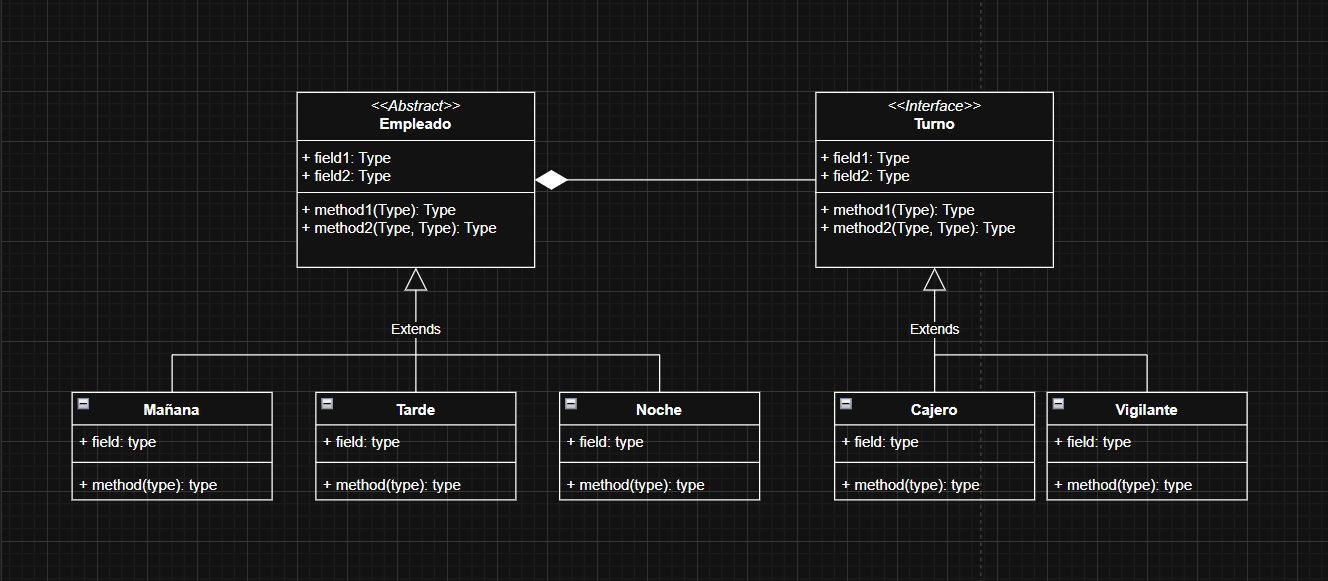 <<Abstract>>
Empleado
+ field1: Type
+ field2: Type
+ method1(Type): Type
+ method2(Type, Type): Type
<<Interface>>
Turno
+ field1: Type
+ field2: Type
+ method1(Type): Type
+ method2(Type, Type): Type
Extends
Extends
Mañana
+ field: type
+ method(type): type
Tarde
+ field: type
+ method(type): type
Noche
+ field: type
+ method(type): type
Cajero
+ field: type
+ method(type): type
Vigilante
+ field: type
+ method(type): type